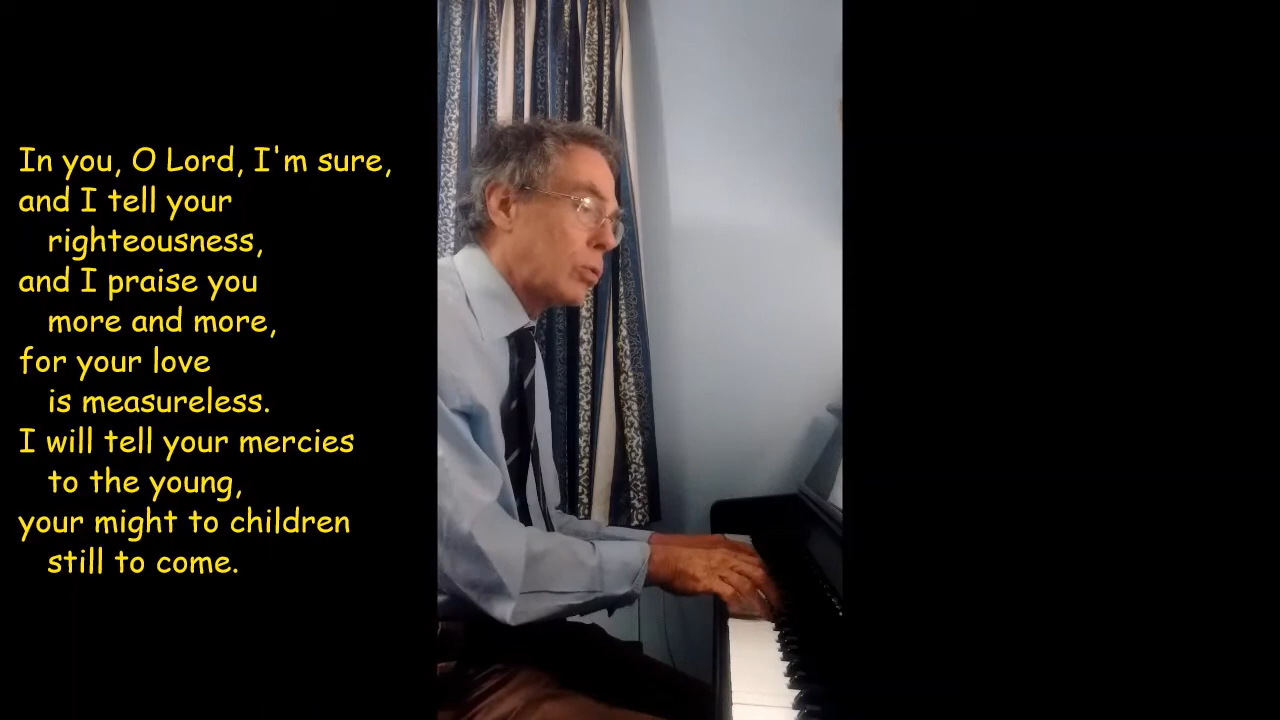 In you, O Lord, I'm sure,
and I tell your
righteousness,
and I praise you
more and more,
for your love
is measureless.
I will tell your mercies
to the young,
your might to children
still to come.